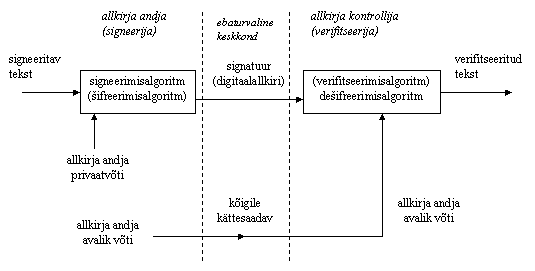 allkirja andja
(signeerija)
ebaturvaline
keskkond
allkirja kontrollija
(verifitseerija)
signeeritav
tekst
signeerimisalgoritm
(šifreerimisalgoritm)
signatuur
(digitaalallkiri)
(verifitseerimisalgoritm)
dešifreerimisalgoritm
verifitseeritud
tekst
allkirja andja
privaatvõti
allkirja andja
avalik võti
kõigile
kättesaadav
allkirja andja
avalik võti